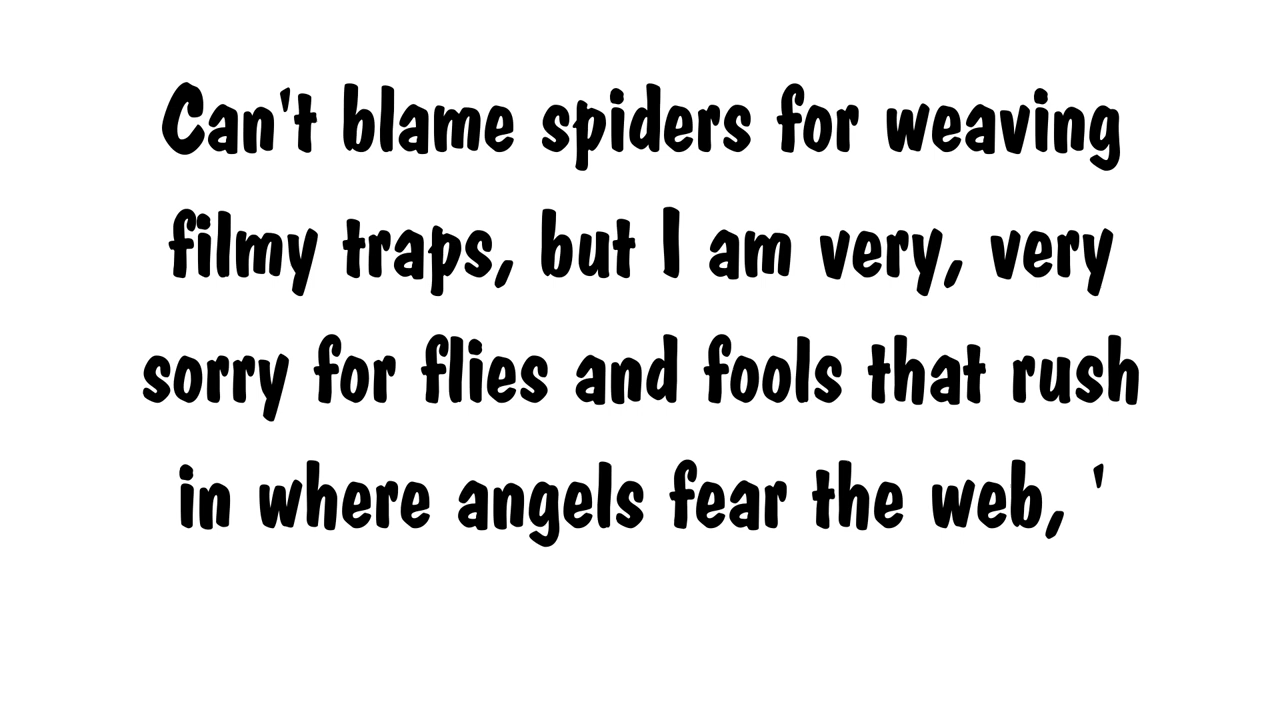 Can't blame spiders for weaving
filmy traps, but I am very, very
sorry for flies and fools that rush
in where angels fear the web, '